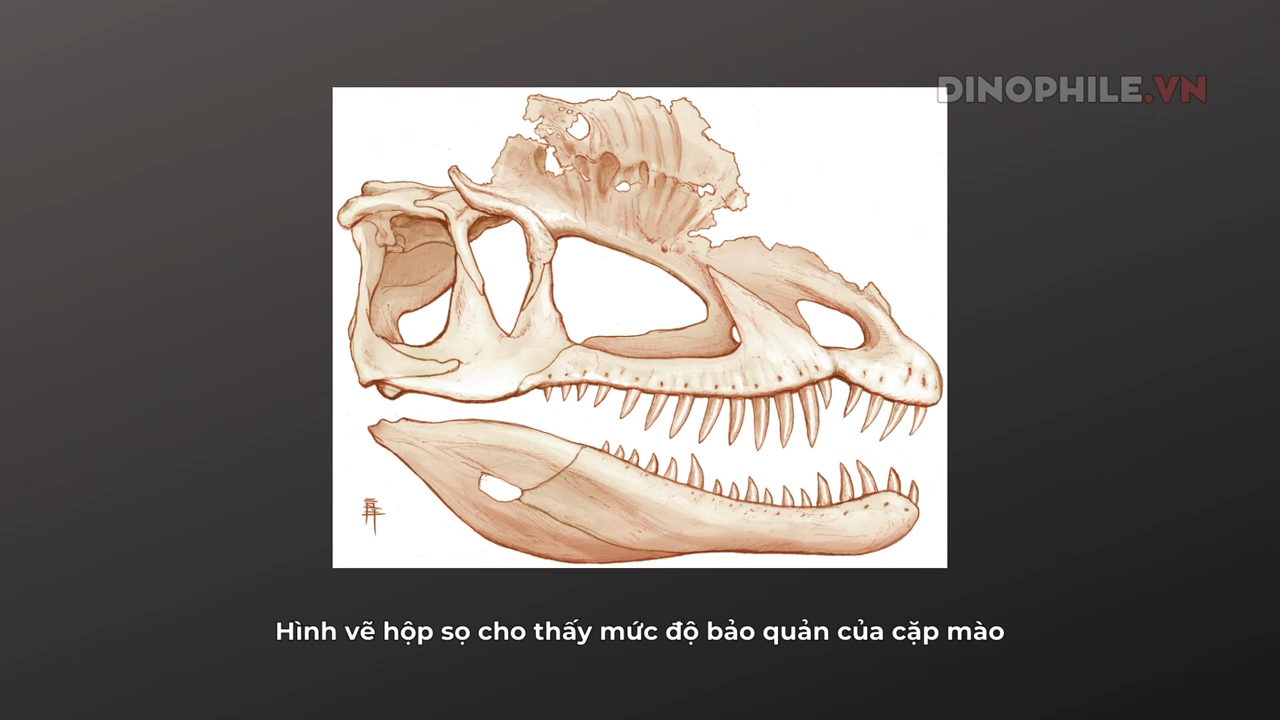 DINOPHILE.VN
Hình vẽ hộp sọ cho thấy mức độ bảo quản của cặp mào